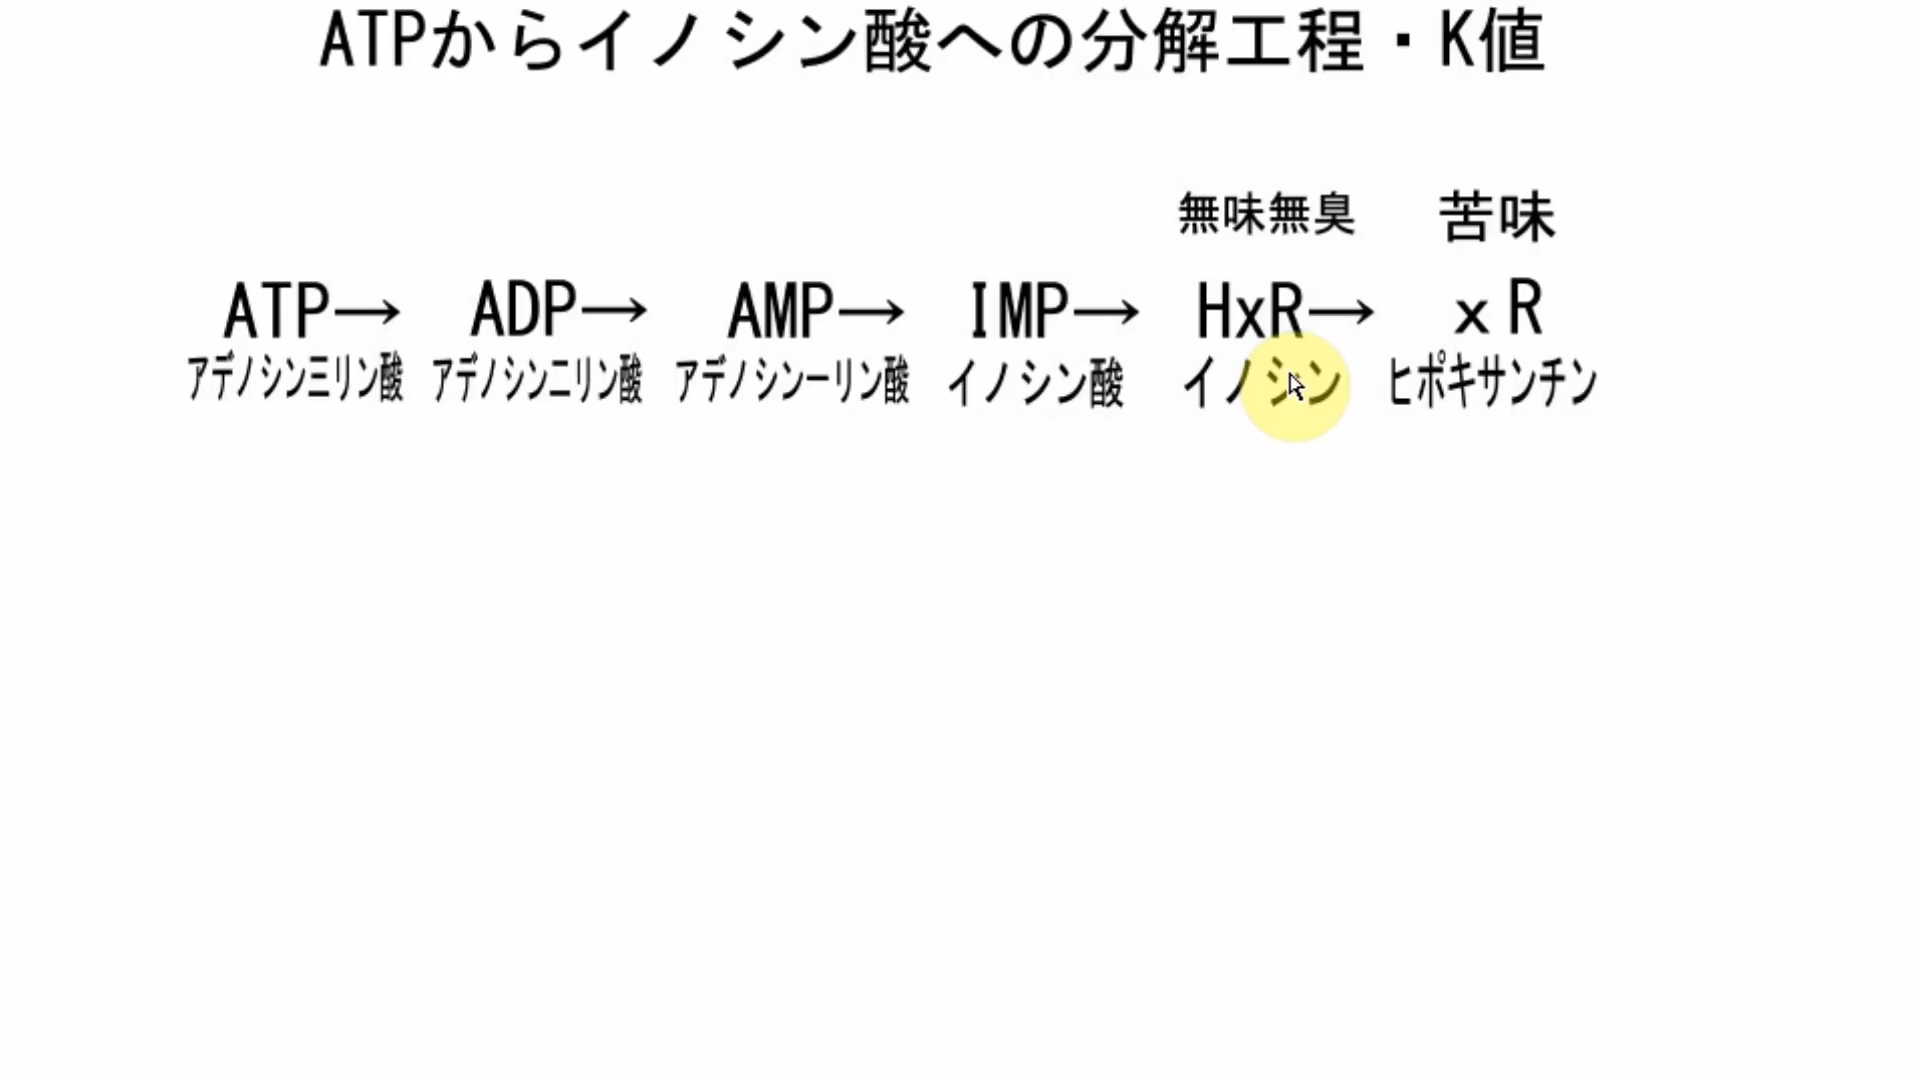 ATPからイノシン酸への分解工程・K値
無味無臭 苦味
ATP→ ADP→ AMP→ IMP→ HxR→ xR
アデノシン三リン酸 アデノシン二リン酸 アデノシン一リン酸 イノシン酸 イノシン ヒポキサンチン